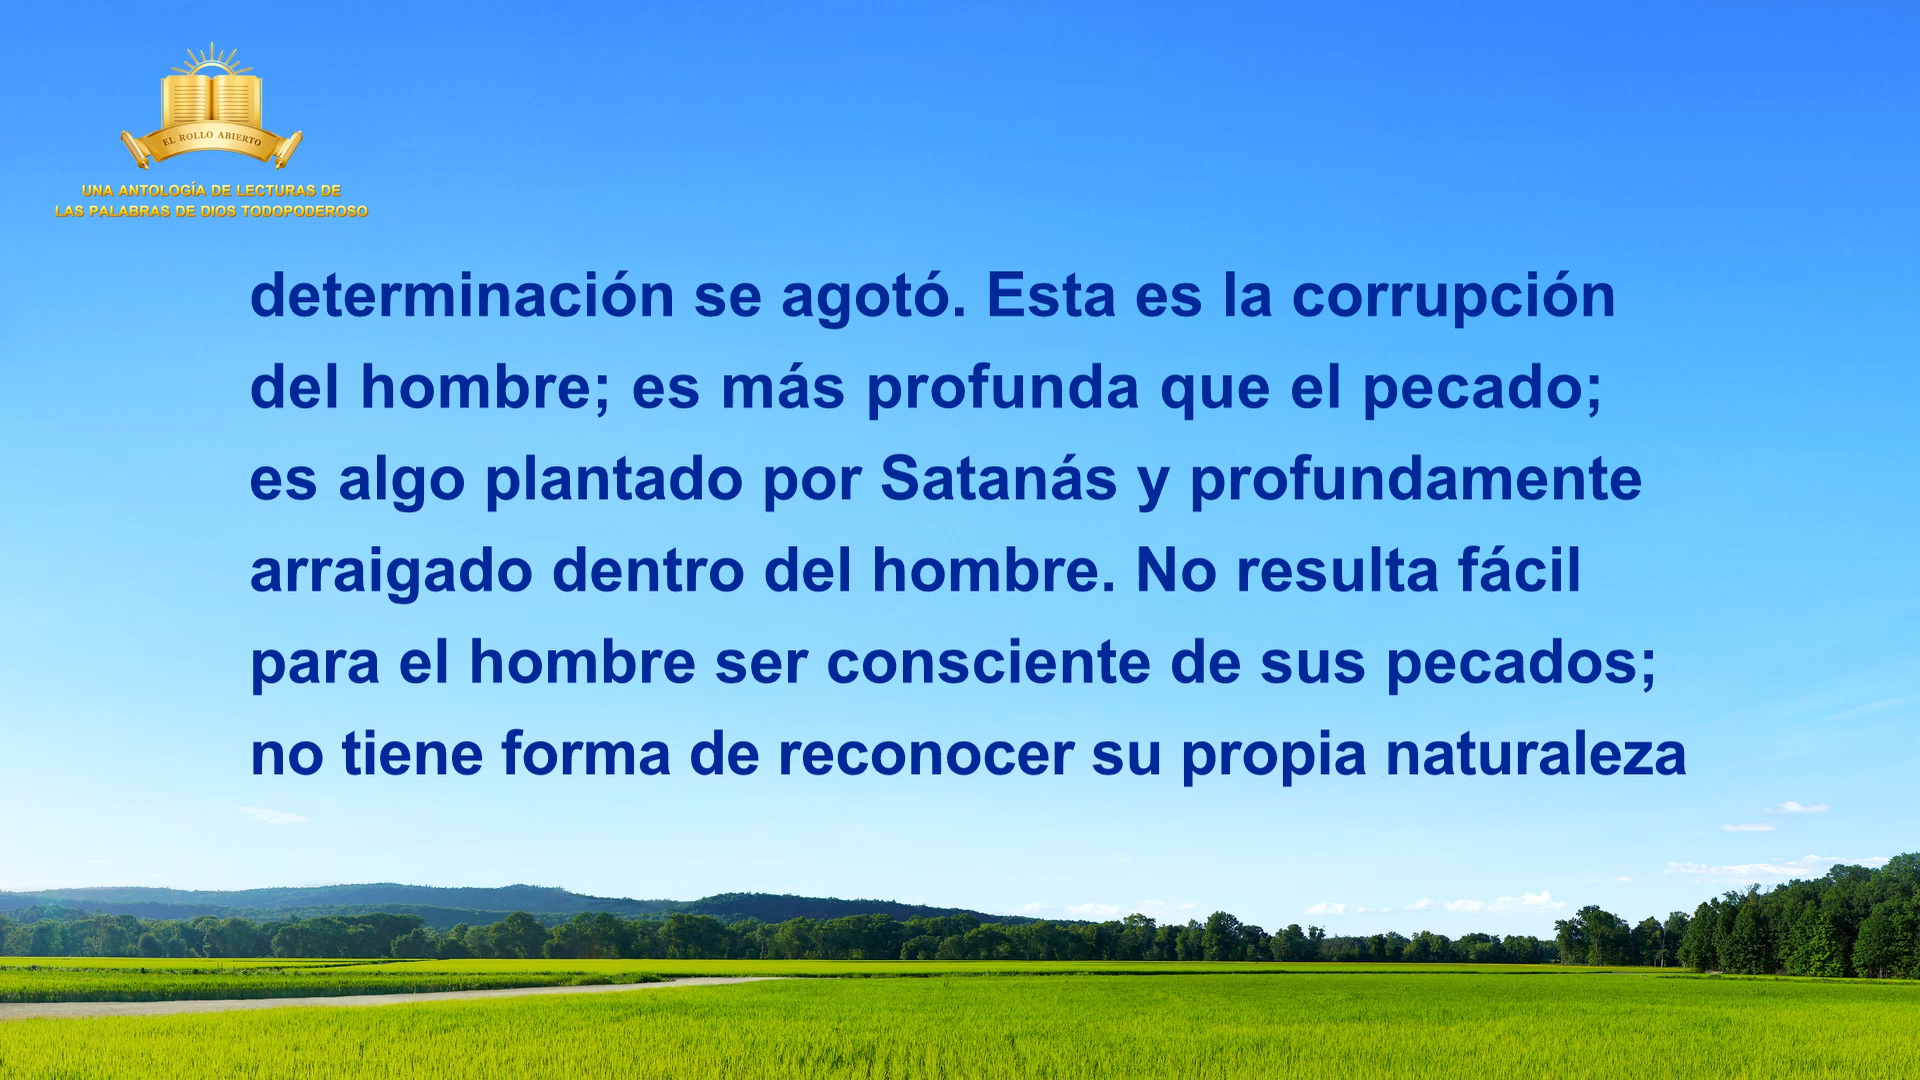 EL ROLLO ABIERTO
UNA ANTOLOGÍA DE LECTURAS DE
LAS PALABRAS DE DIOS TODOPODEROSO
determinación se agotó. Esta es la corrupción
del hombre; es más profunda que el pecado;
es algo plantado por Satanás y profundamente
arraigado dentro del hombre. No resulta fácil
para el hombre ser consciente de sus pecados;
no tiene forma de reconocer su propia naturaleza